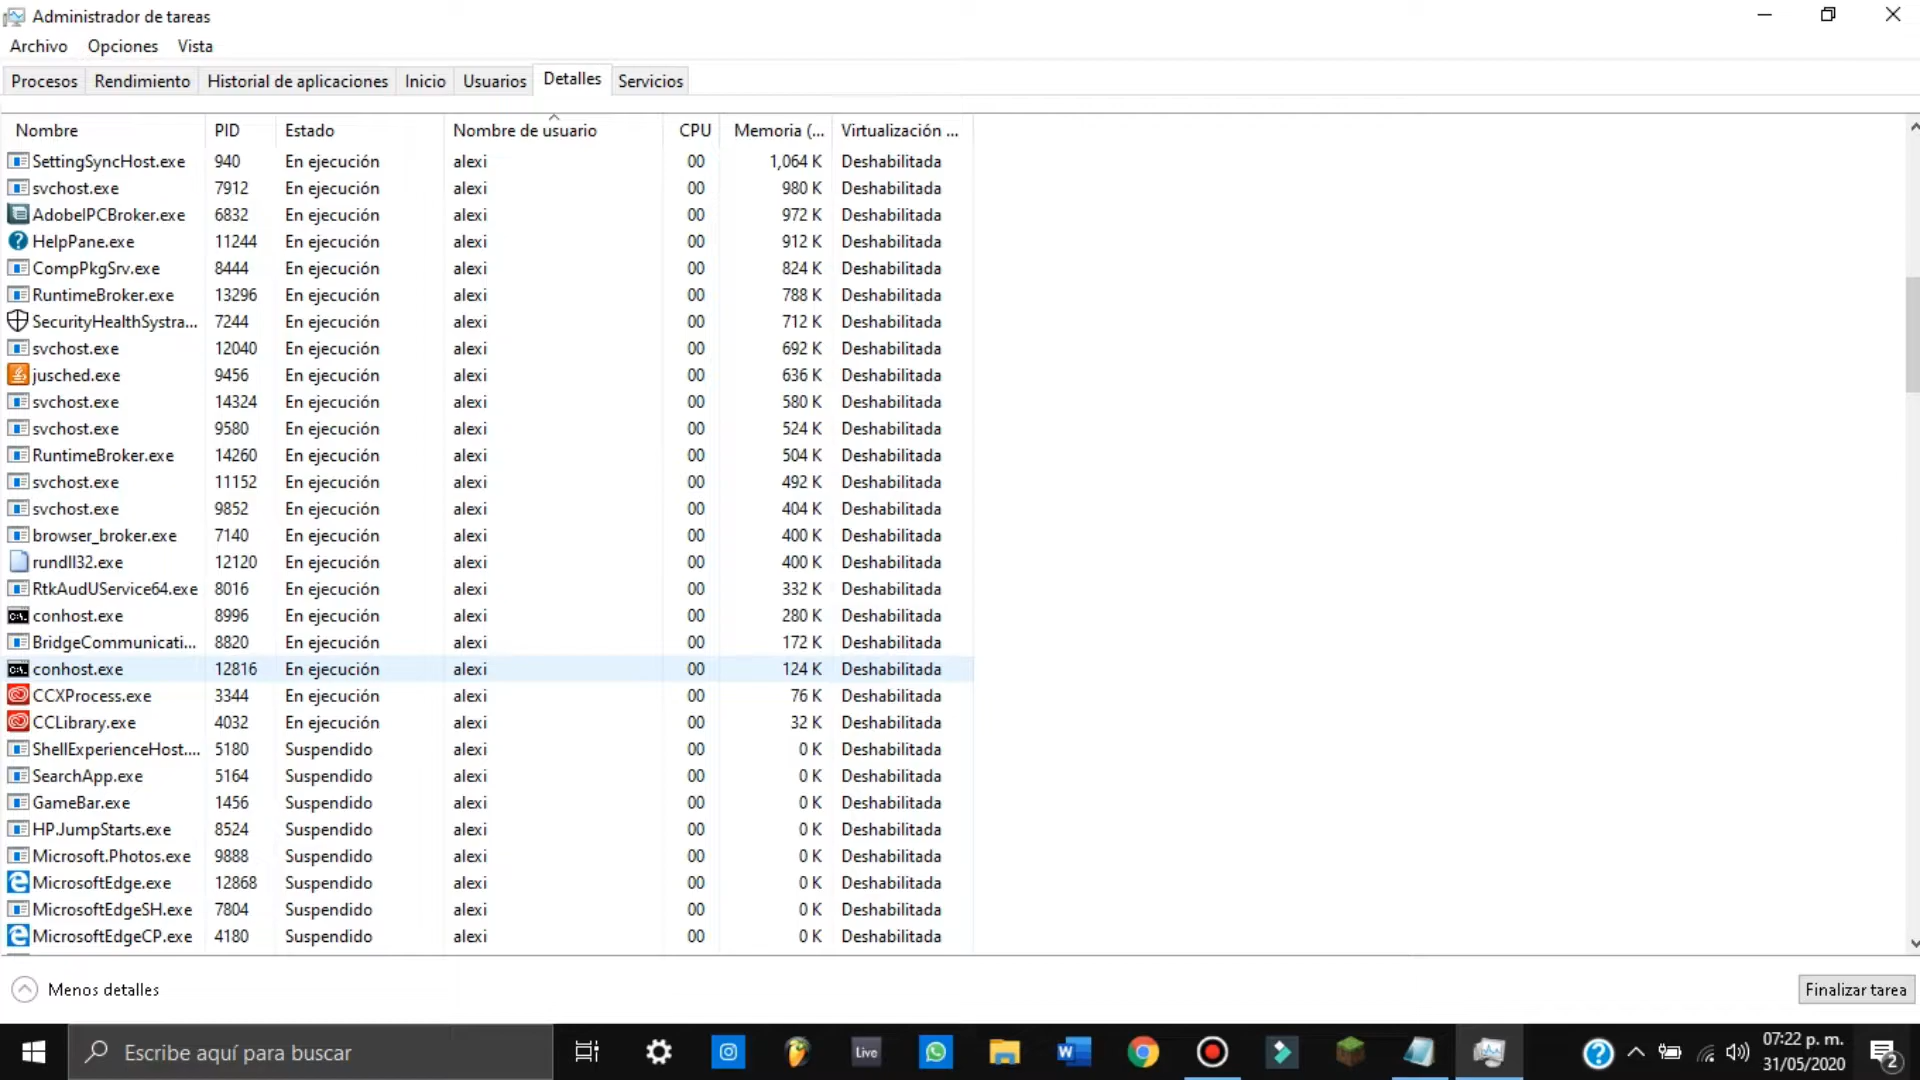 Administrador de tareas
Archivo Opciones Vista
Procesos Rendimiento Historial de aplicaciones Inicio Usuarios Detalles Servicios
Nombre PID Estado Nombre de usuario CPU Memoria (... Virtualización ...
SettingSyncHost.exe 940 En ejecución alexi 00 1,064 K Deshabilitada
svchost.exe 7912 En ejecución alexi 00 980 K Deshabilitada
AdobeIPCBroker.exe 6832 En ejecución alexi 00 972 K Deshabilitada
HelpPane.exe 11244 En ejecución alexi 00 912 K Deshabilitada
CompPkgSrv.exe 8444 En ejecución alexi 00 824 K Deshabilitada
RuntimeBroker.exe 13296 En ejecución alexi 00 788 K Deshabilitada
SecurityHealthSystra... 7244 En ejecución alexi 00 712 K Deshabilitada
svchost.exe 12040 En ejecución alexi 00 692 K Deshabilitada
jusched.exe 9456 En ejecución alexi 00 636 K Deshabilitada
svchost.exe 14324 En ejecución alexi 00 580 K Deshabilitada
svchost.exe 9580 En ejecución alexi 00 524 K Deshabilitada
RuntimeBroker.exe 14260 En ejecución alexi 00 504 K Deshabilitada
svchost.exe 11152 En ejecución alexi 00 492 K Deshabilitada
svchost.exe 9852 En ejecución alexi 00 404 K Deshabilitada
browser_broker.exe 7140 En ejecución alexi 00 400 K Deshabilitada
rundll32.exe 12120 En ejecución alexi 00 400 K Deshabilitada
RtkAudUService64.exe 8016 En ejecución alexi 00 332 K Deshabilitada
conhost.exe 8996 En ejecución alexi 00 280 K Deshabilitada
BridgeCommunicati... 8820 En ejecución alexi 00 172 K Deshabilitada
conhost.exe 12816 En ejecución alexi 00 124 K Deshabilitada
CCXProcess.exe 3344 En ejecución alexi 00 76 K Deshabilitada
CCLibrary.exe 4032 En ejecución alexi 00 32 K Deshabilitada
ShellExperienceHost.... 5180 Suspendido alexi 00 0 K Deshabilitada
SearchApp.exe 5164 Suspendido alexi 00 0 K Deshabilitada
GameBar.exe 1456 Suspendido alexi 00 0 K Deshabilitada
HP.JumpStarts.exe 8524 Suspendido alexi 00 0 K Deshabilitada
Microsoft.Photos.exe 9888 Suspendido alexi 00 0 K Deshabilitada
MicrosoftEdge.exe 12868 Suspendido alexi 00 0 K Deshabilitada
MicrosoftEdgeSH.exe 7804 Suspendido alexi 00 0 K Deshabilitada
MicrosoftEdgeCP.exe 4180 Suspendido alexi 00 0 K Deshabilitada
Menos detalles
Finalizar tarea
Escribe aquí para buscar
Live
07:22 p. m.
31/05/2020
2